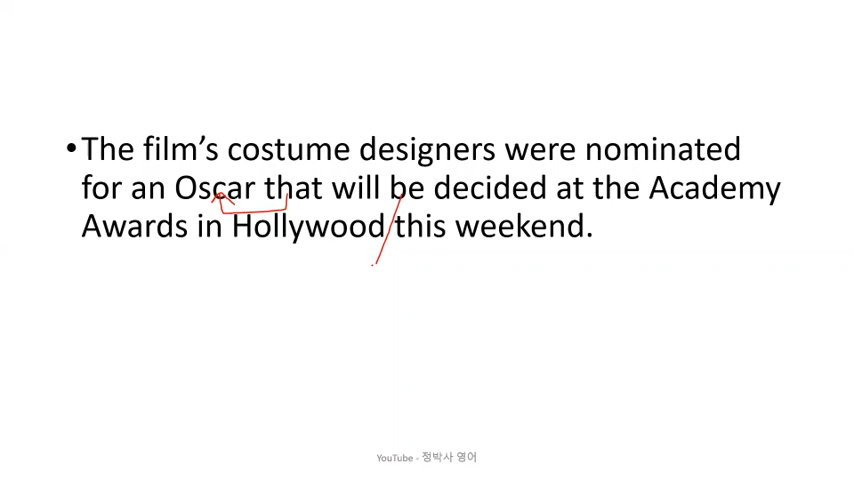 •The film’s costume designers were nominated
for an Oscar that will be decided at the Academy
Awards in Hollywood this weekend.
YouTube - 정박사 영어